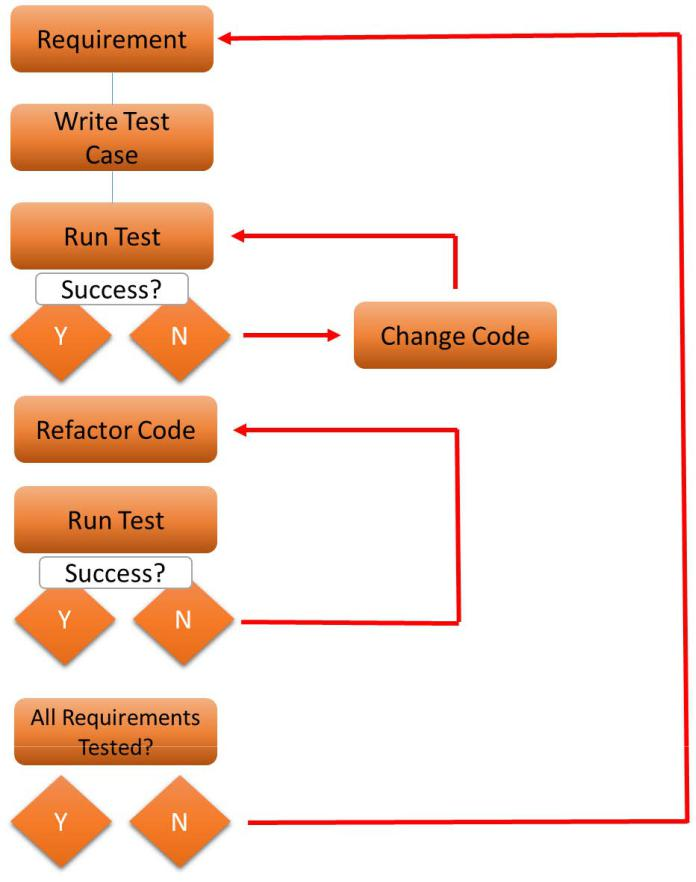 Requirement
Write Test
Case
Run Test
Success?
Y
N
Change Code
Refactor Code
Run Test
Success?
Y
N
All Requirements
Tested?
Y
N